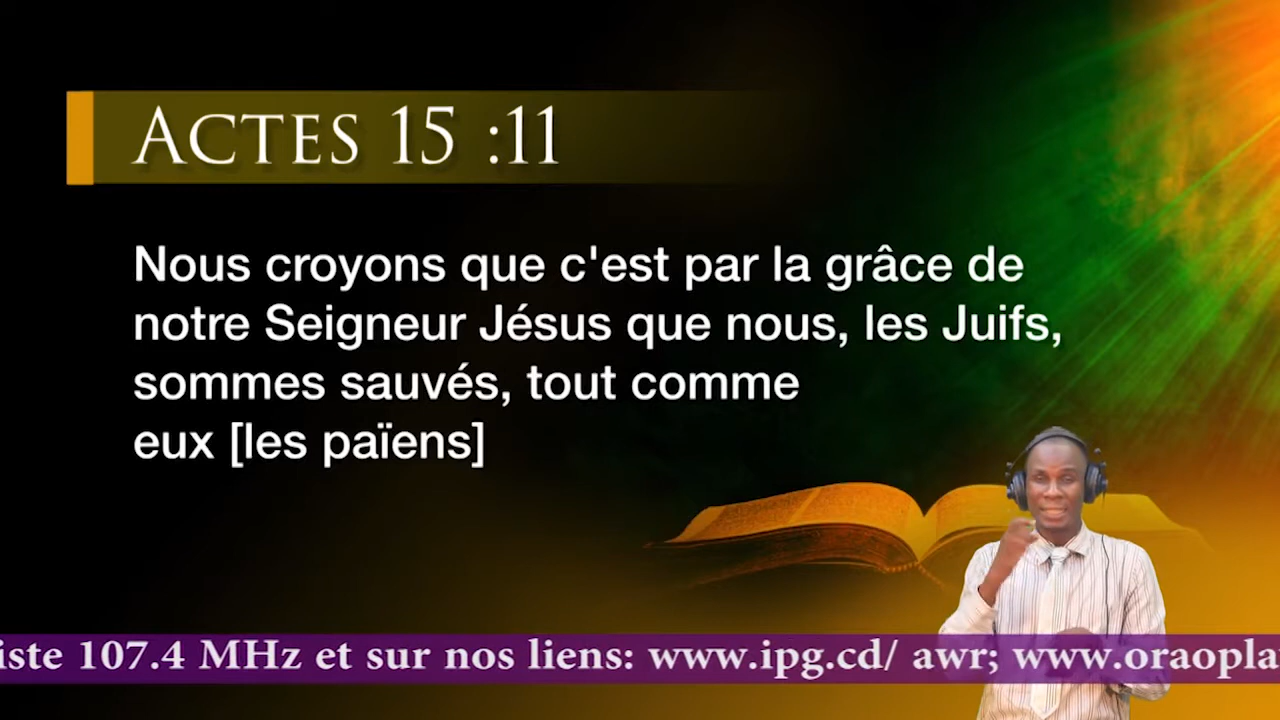 ACTES 15 :11
Nous croyons que c'est par la grâce de
notre Seigneur Jésus que nous, les Juifs,
sommes sauvés, tout comme
eux [les païens]
iste 107.4 MHz et sur nos liens: www.ipg.cd/ awr; www.oraopla